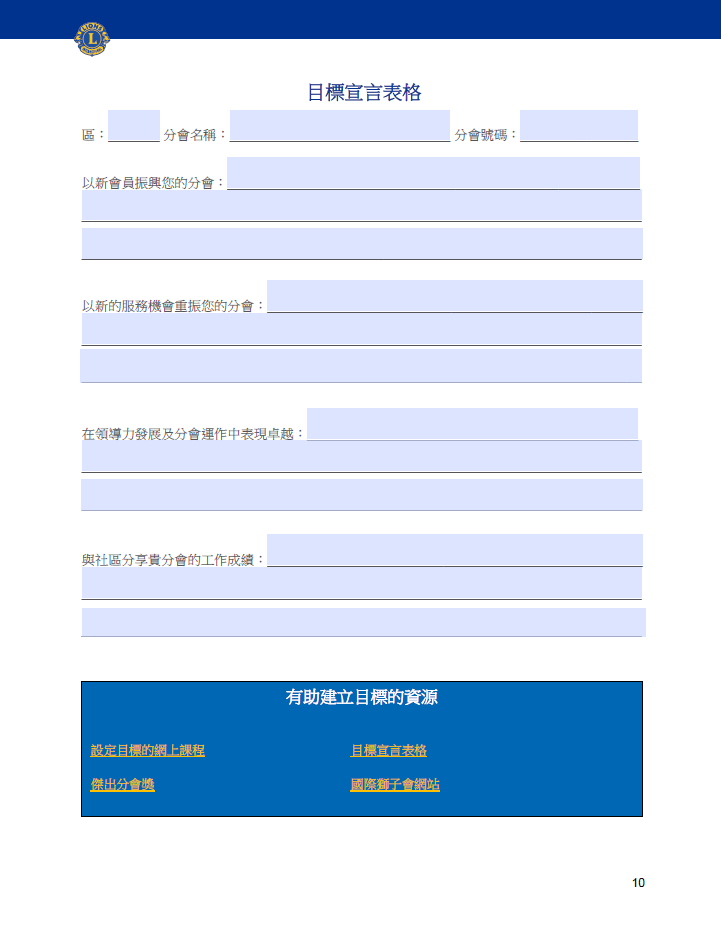 LIONS
L
INTERNATIONAL
目標宣言表格
區： 分會名稱： 分會號碼：
以新會員振興您的分會：
以新的服務機會重振您的分會：
在領導力發展及分會運作中表現卓越：
與社區分享貴分會的工作成績：
有助建立目標的資源
設定目標的網上課程 目標宣言表格
傑出分會獎 國際獅子會網站
10